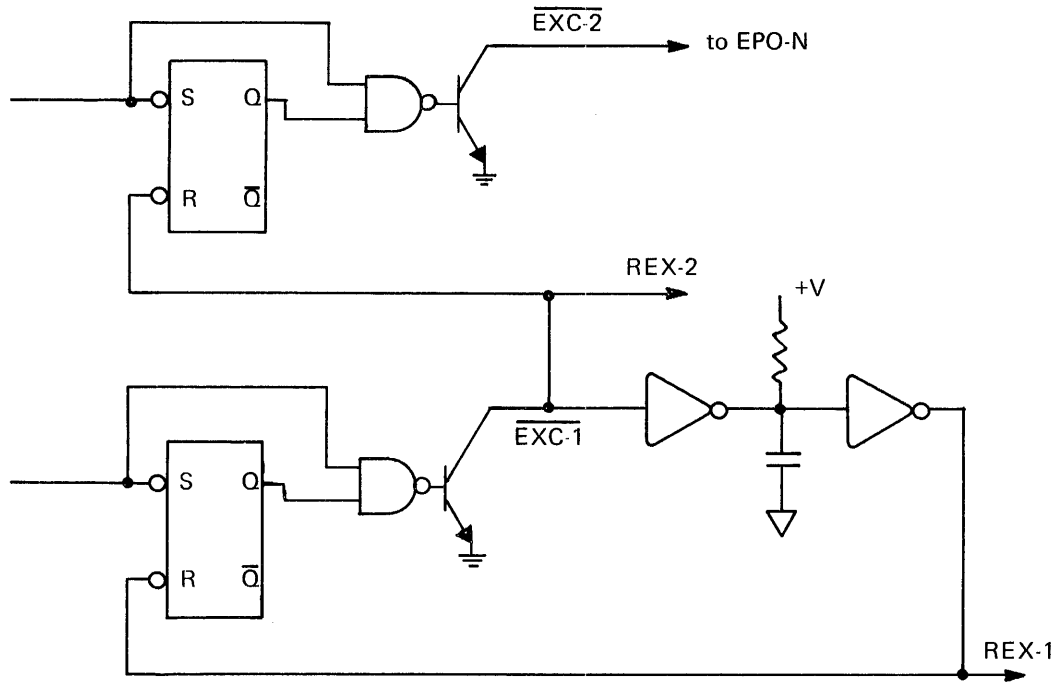 EXC-2
to EPO-N
S Q
R Q
REX-2
+V
EXC-1
S Q
R Q
REX-1